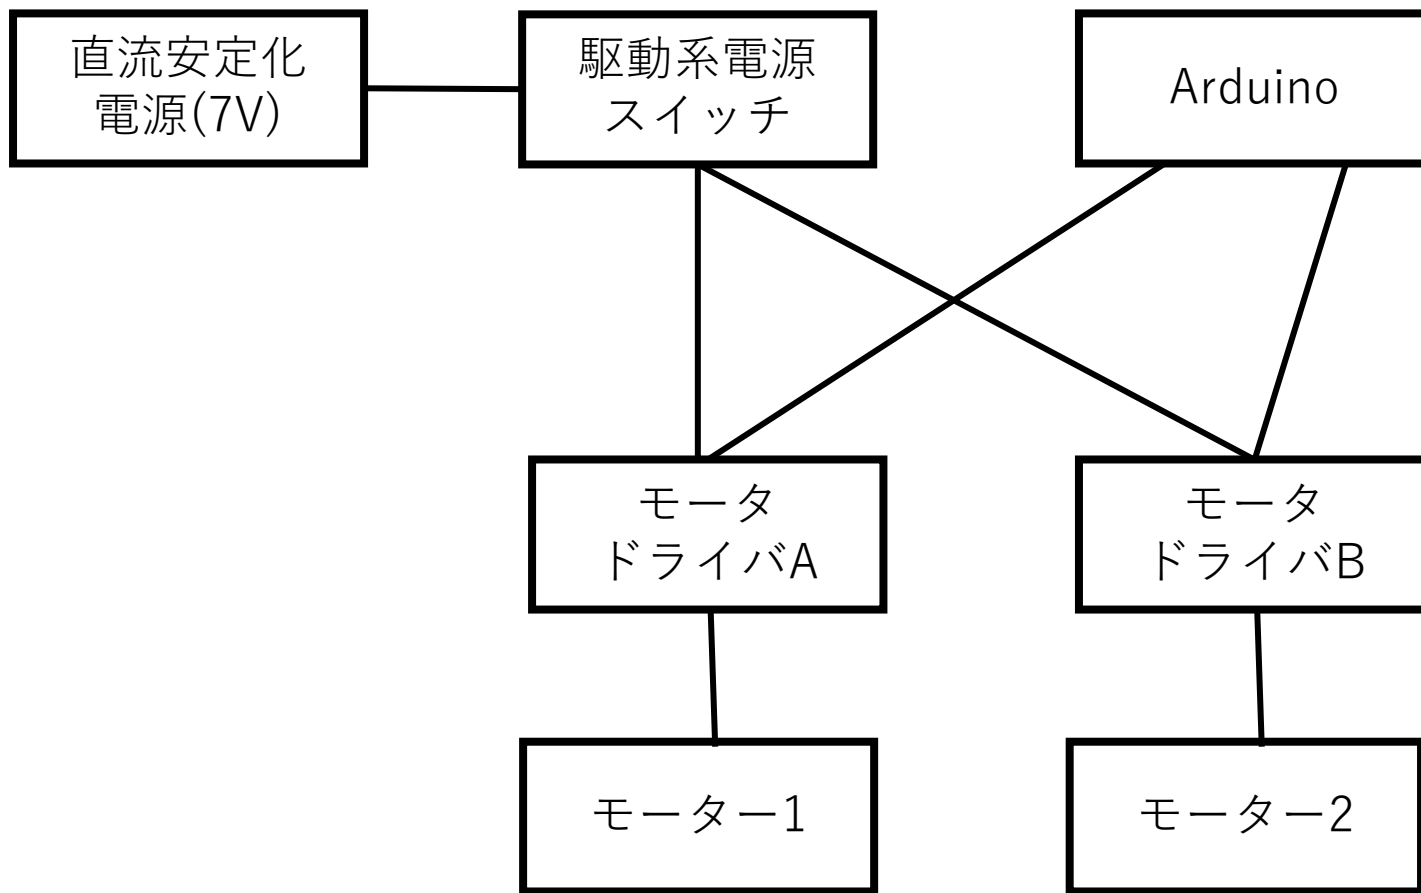 直流安定化
電源(7V)
駆動系電源
スイッチ
Arduino
モータ
ドライバA
モータ
ドライバB
モーター1
モーター2